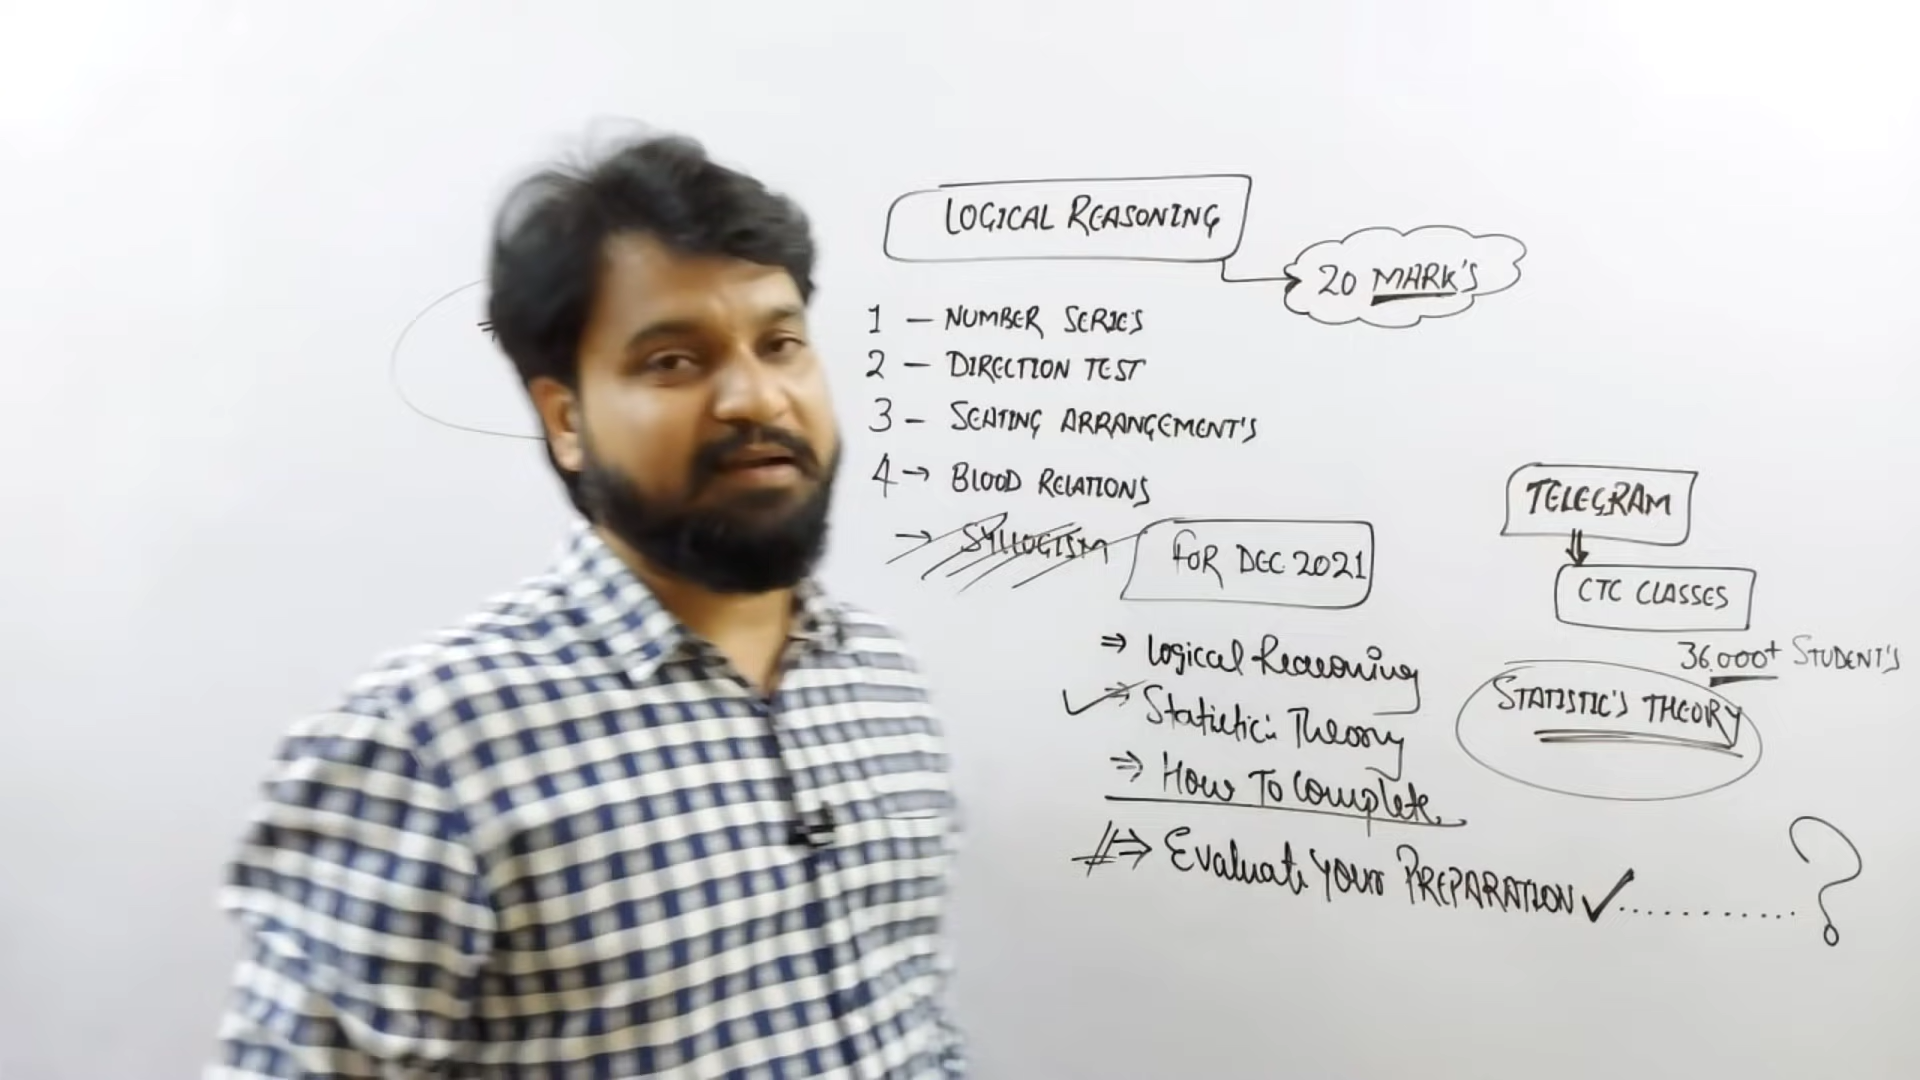 LOGICAL REASONING
20 MARK'S
1 — NUMBER SERIES
2 — DIRECTION TEST
3 – SEATING ARRANGEMENT'S
4 → BLOOD RELATIONS
→ SYLLOGISM
FOR DEC 2021
⇒ Logical Reasoning
✓ ⇒ Statistic's Theory
⇒ How To Complete
⇒ Evaluate your PREPARATION ✓ ............ ?
TELEGRAM
CTC CLASSES
36,000+ STUDENT'S
STATISTIC'S THEORY